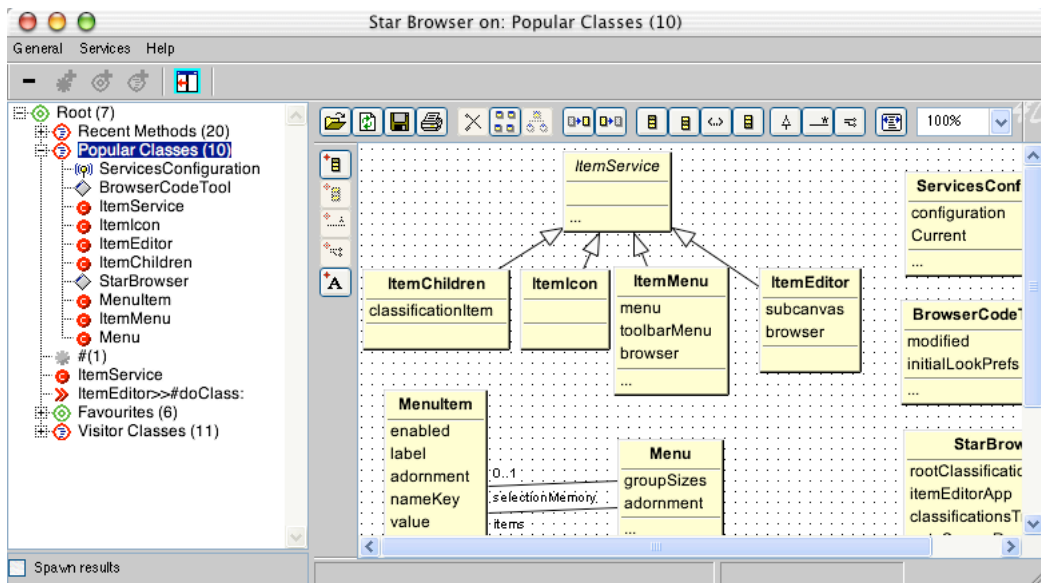 Star Browser on: Popular Classes (10)
General Services Help
Root (7)
Recent Methods (20)
Popular Classes (10)
ServicesConfiguration
BrowserCodeTool
ItemService
ItemIcon
ItemEditor
ItemChildren
StarBrowser
MenuItem
ItemMenu
Menu
#(1)
ItemService
ItemEditor>>#doClass:
Favourites (6)
Visitor Classes (11)
Spawn results
100%
A
ItemService
...
ItemChildren
classificationItem
ItemIcon
ItemMenu
menu
toolbarMenu
browser
...
ItemEditor
subcanvas
browser
MenuItem
enabled
label
adornment
nameKey
value
0..1
selectionMemory
items
Menu
groupSizes
adornment
...
ServicesConf
configuration
Current
...
BrowserCodeT
modified
initialLookPrefs
...
StarBrow
rootClassificatio
itemEditorApp
classificationsT